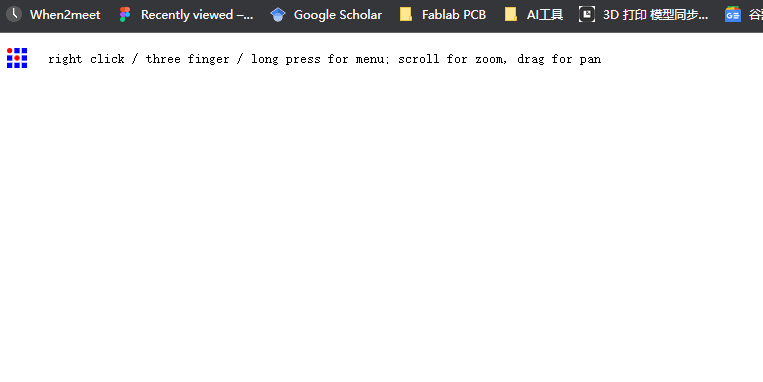 When2meet Recently viewed –... Google Scholar Fablab PCB AI工具 3D 打印 模型同步... GE
right click / three finger / long press for menu; scroll for zoom, drag for pan